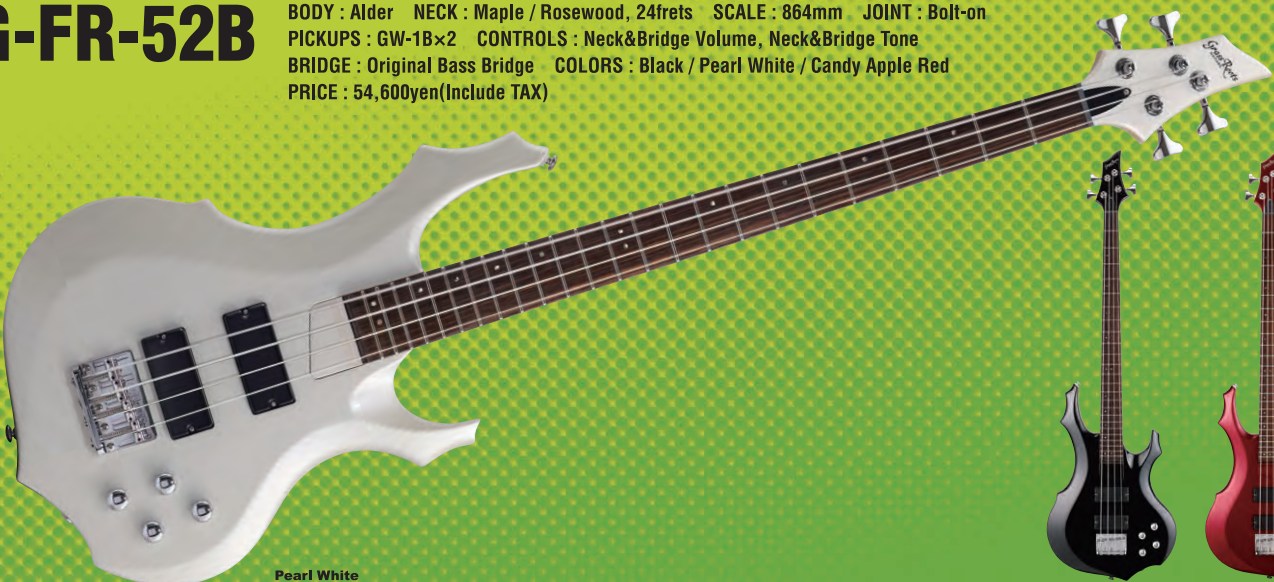 G-FR-52B
BODY : Alder NECK : Maple / Rosewood, 24frets SCALE : 864mm JOINT : Bolt-on
PICKUPS : GW-1B×2 CONTROLS : Neck&Bridge Volume, Neck&Bridge Tone
BRIDGE : Original Bass Bridge COLORS : Black / Pearl White / Candy Apple Red
PRICE : 54,600yen(Include TAX)
GrassRoots
Pearl White